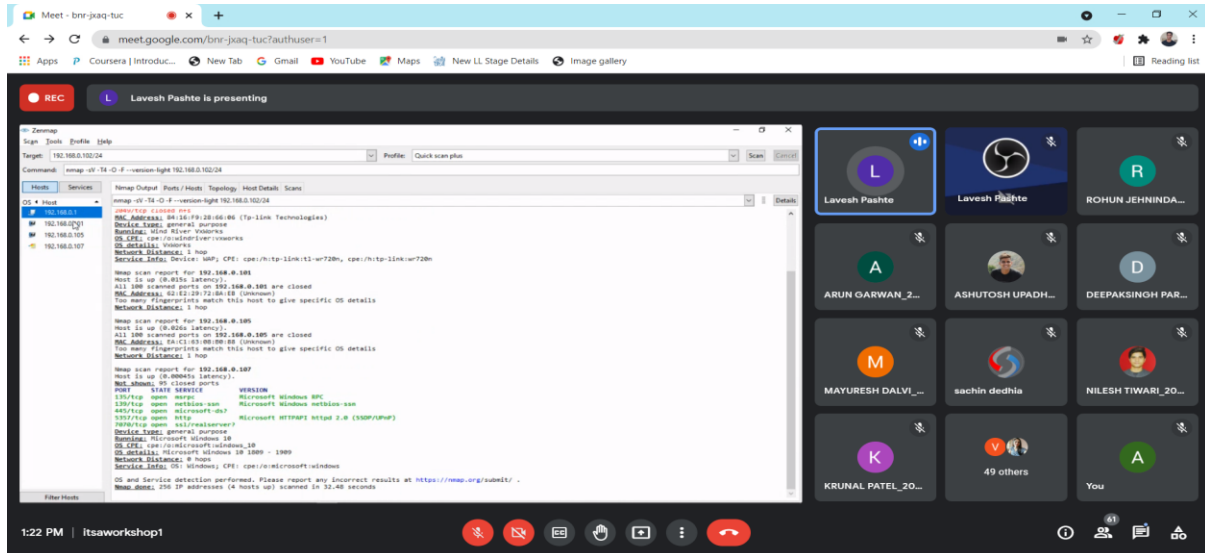 Meet - bnr-jxaq-tuc
meet.google.com/bnr-jxaq-tuc?authuser=1
Apps Coursera | Introduc... New Tab Gmail YouTube Maps New LL Stage Details Image gallery Reading list
REC L Lavesh Pashte is presenting
Zenmap
Scan Tools Profile Help
Target: 192.168.0.102/24 Profile: Quick scan plus Scan Cancel
Command: nmap -sV -T4 -O -F --version-light 192.168.0.102/24
Hosts Services Nmap Output Ports / Hosts Topology Host Details Scans
OS Host nmap -sV -T4 -O -F --version-light 192.168.0.102/24 Details
192.168.0.1
192.168.0.101
192.168.0.105
192.168.0.107
Filter Hosts
2049/tcp closed nfs
MAC Address: 84:16:F9:28:66:06 (Tp-link Technologies)
Device type: general purpose
Running: Wind River VxWorks
OS CPE: cpe:/o:windriver:vxworks
OS details: VxWorks
Network Distance: 1 hop
Service Info: Device: WAP; CPE: cpe:/h:tp-link:tl-wr720n, cpe:/h:tp-link:wr720n
Nmap scan report for 192.168.0.101
Host is up (0.015s latency).
All 100 scanned ports on 192.168.0.101 are closed
MAC Address: 02:E2:29:72:8A:E8 (Unknown)
Too many fingerprints match this host to give specific OS details
Network Distance: 1 hop
Nmap scan report for 192.168.0.105
Host is up (0.026s latency).
All 100 scanned ports on 192.168.0.105 are closed
MAC Address: EA:C1:63:00:80:88 (Unknown)
Too many fingerprints match this host to give specific OS details
Network Distance: 1 hop
Nmap scan report for 192.168.0.107
Host is up (0.00045s latency).
Not shown: 95 closed ports
PORT STATE SERVICE VERSION
135/tcp open msrpc Microsoft Windows RPC
139/tcp open netbios-ssn Microsoft Windows netbios-ssn
445/tcp open microsoft-ds?
5357/tcp open http Microsoft HTTPAPI httpd 2.0 (SSDP/UPnP)
7070/tcp open ssl/realserver?
Device type: general purpose
Running: Microsoft Windows 10
OS CPE: cpe:/o:microsoft:windows_10
OS details: Microsoft Windows 10 1809 - 1909
Network Distance: 0 hops
Service Info: OS: Windows; CPE: cpe:/o:microsoft:windows
OS and Service detection performed. Please report any incorrect results at https://nmap.org/submit/ .
Nmap done: 256 IP addresses (4 hosts up) scanned in 32.48 seconds
L R
Lavesh Pashte Lavesh Pashte ROHUN JEHNINDA...
A D
ARUN GARWAN_2... ASHUTOSH UPADH... DEEPAKSINGH PAR...
M
MAYURESH DALVI_... sachin dedhia NILESH TIWARI_20...
K V A
KRUNAL PATEL_20... 49 others You
1:22 PM | itsaworkshop1 61